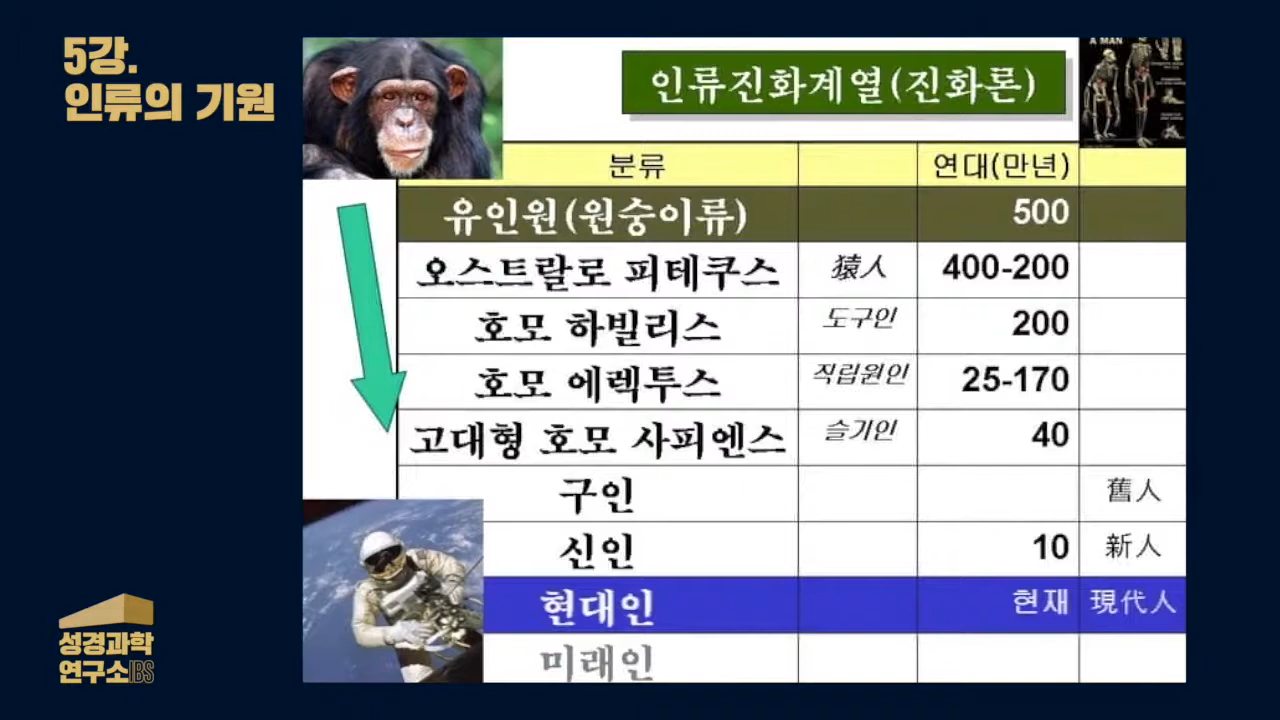 5강.
인류의 기원
인류진화계열(진화론)
A MAN
분류 연대(만년)
유인원(원숭이류) 500
오스트랄로 피테쿠스 猿人 400-200
호모 하빌리스 도구인 200
호모 에렉투스 직립원인 25-170
고대형 호모 사피엔스 슬기인 40
구인 舊人
신인 10 新人
현대인 현재 現代人
미래인
성경과학
연구소IBS